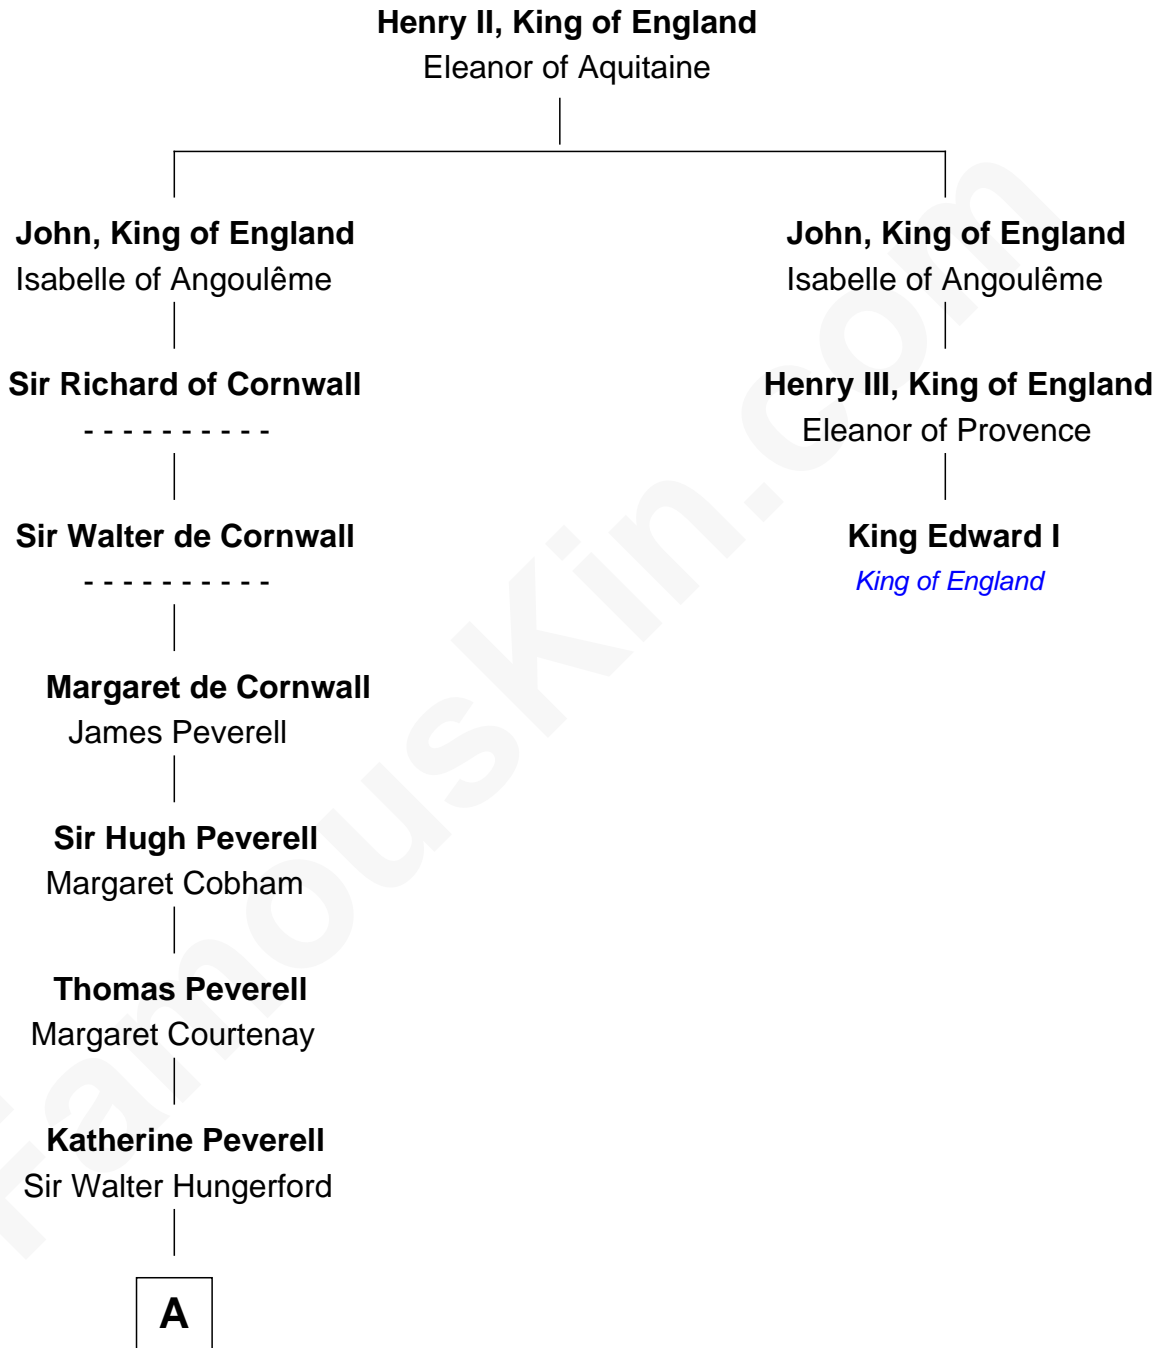 Henry II, King of England
Eleanor of Aquitaine
John, King of England
Isabelle of Angoulême
Sir Richard of Cornwall
- - - - - - - - - -
Sir Walter de Cornwall
- - - - - - - - - -
Margaret de Cornwall
James Peverell
Sir Hugh Peverell
Margaret Cobham
Thomas Peverell
Margaret Courtenay
Katherine Peverell
Sir Walter Hungerford
A
John, King of England
Isabelle of Angoulême
Henry III, King of England
Eleanor of Provence
King Edward I
King of England
FamousKin.com